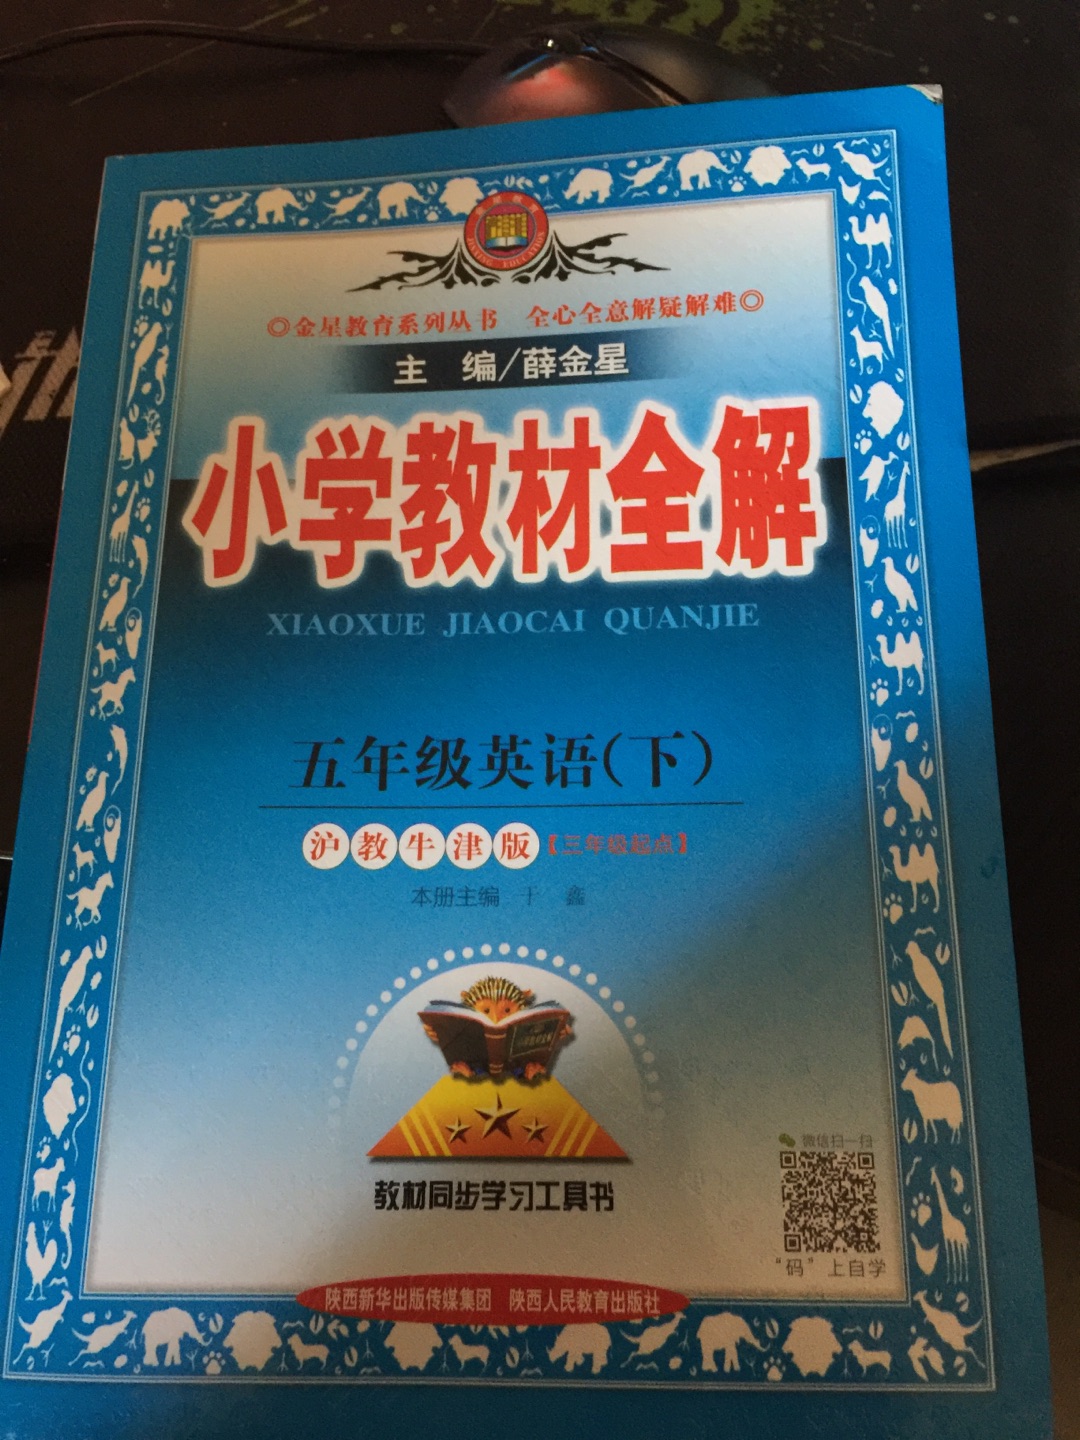 JINXING EDUCATION
◎金星教育系列丛书 全心全意解疑解难◎
主 编/薛金星
小学教材全解
XIAOXUE JIAOCAI QUANJIE
五年级英语(下)
沪教牛津版【三年级起点】
本册主编 于 鑫
教材同步学习工具书
微信扫一扫
“码”上自学
陕西新华出版传媒集团 陕西人民教育出版社